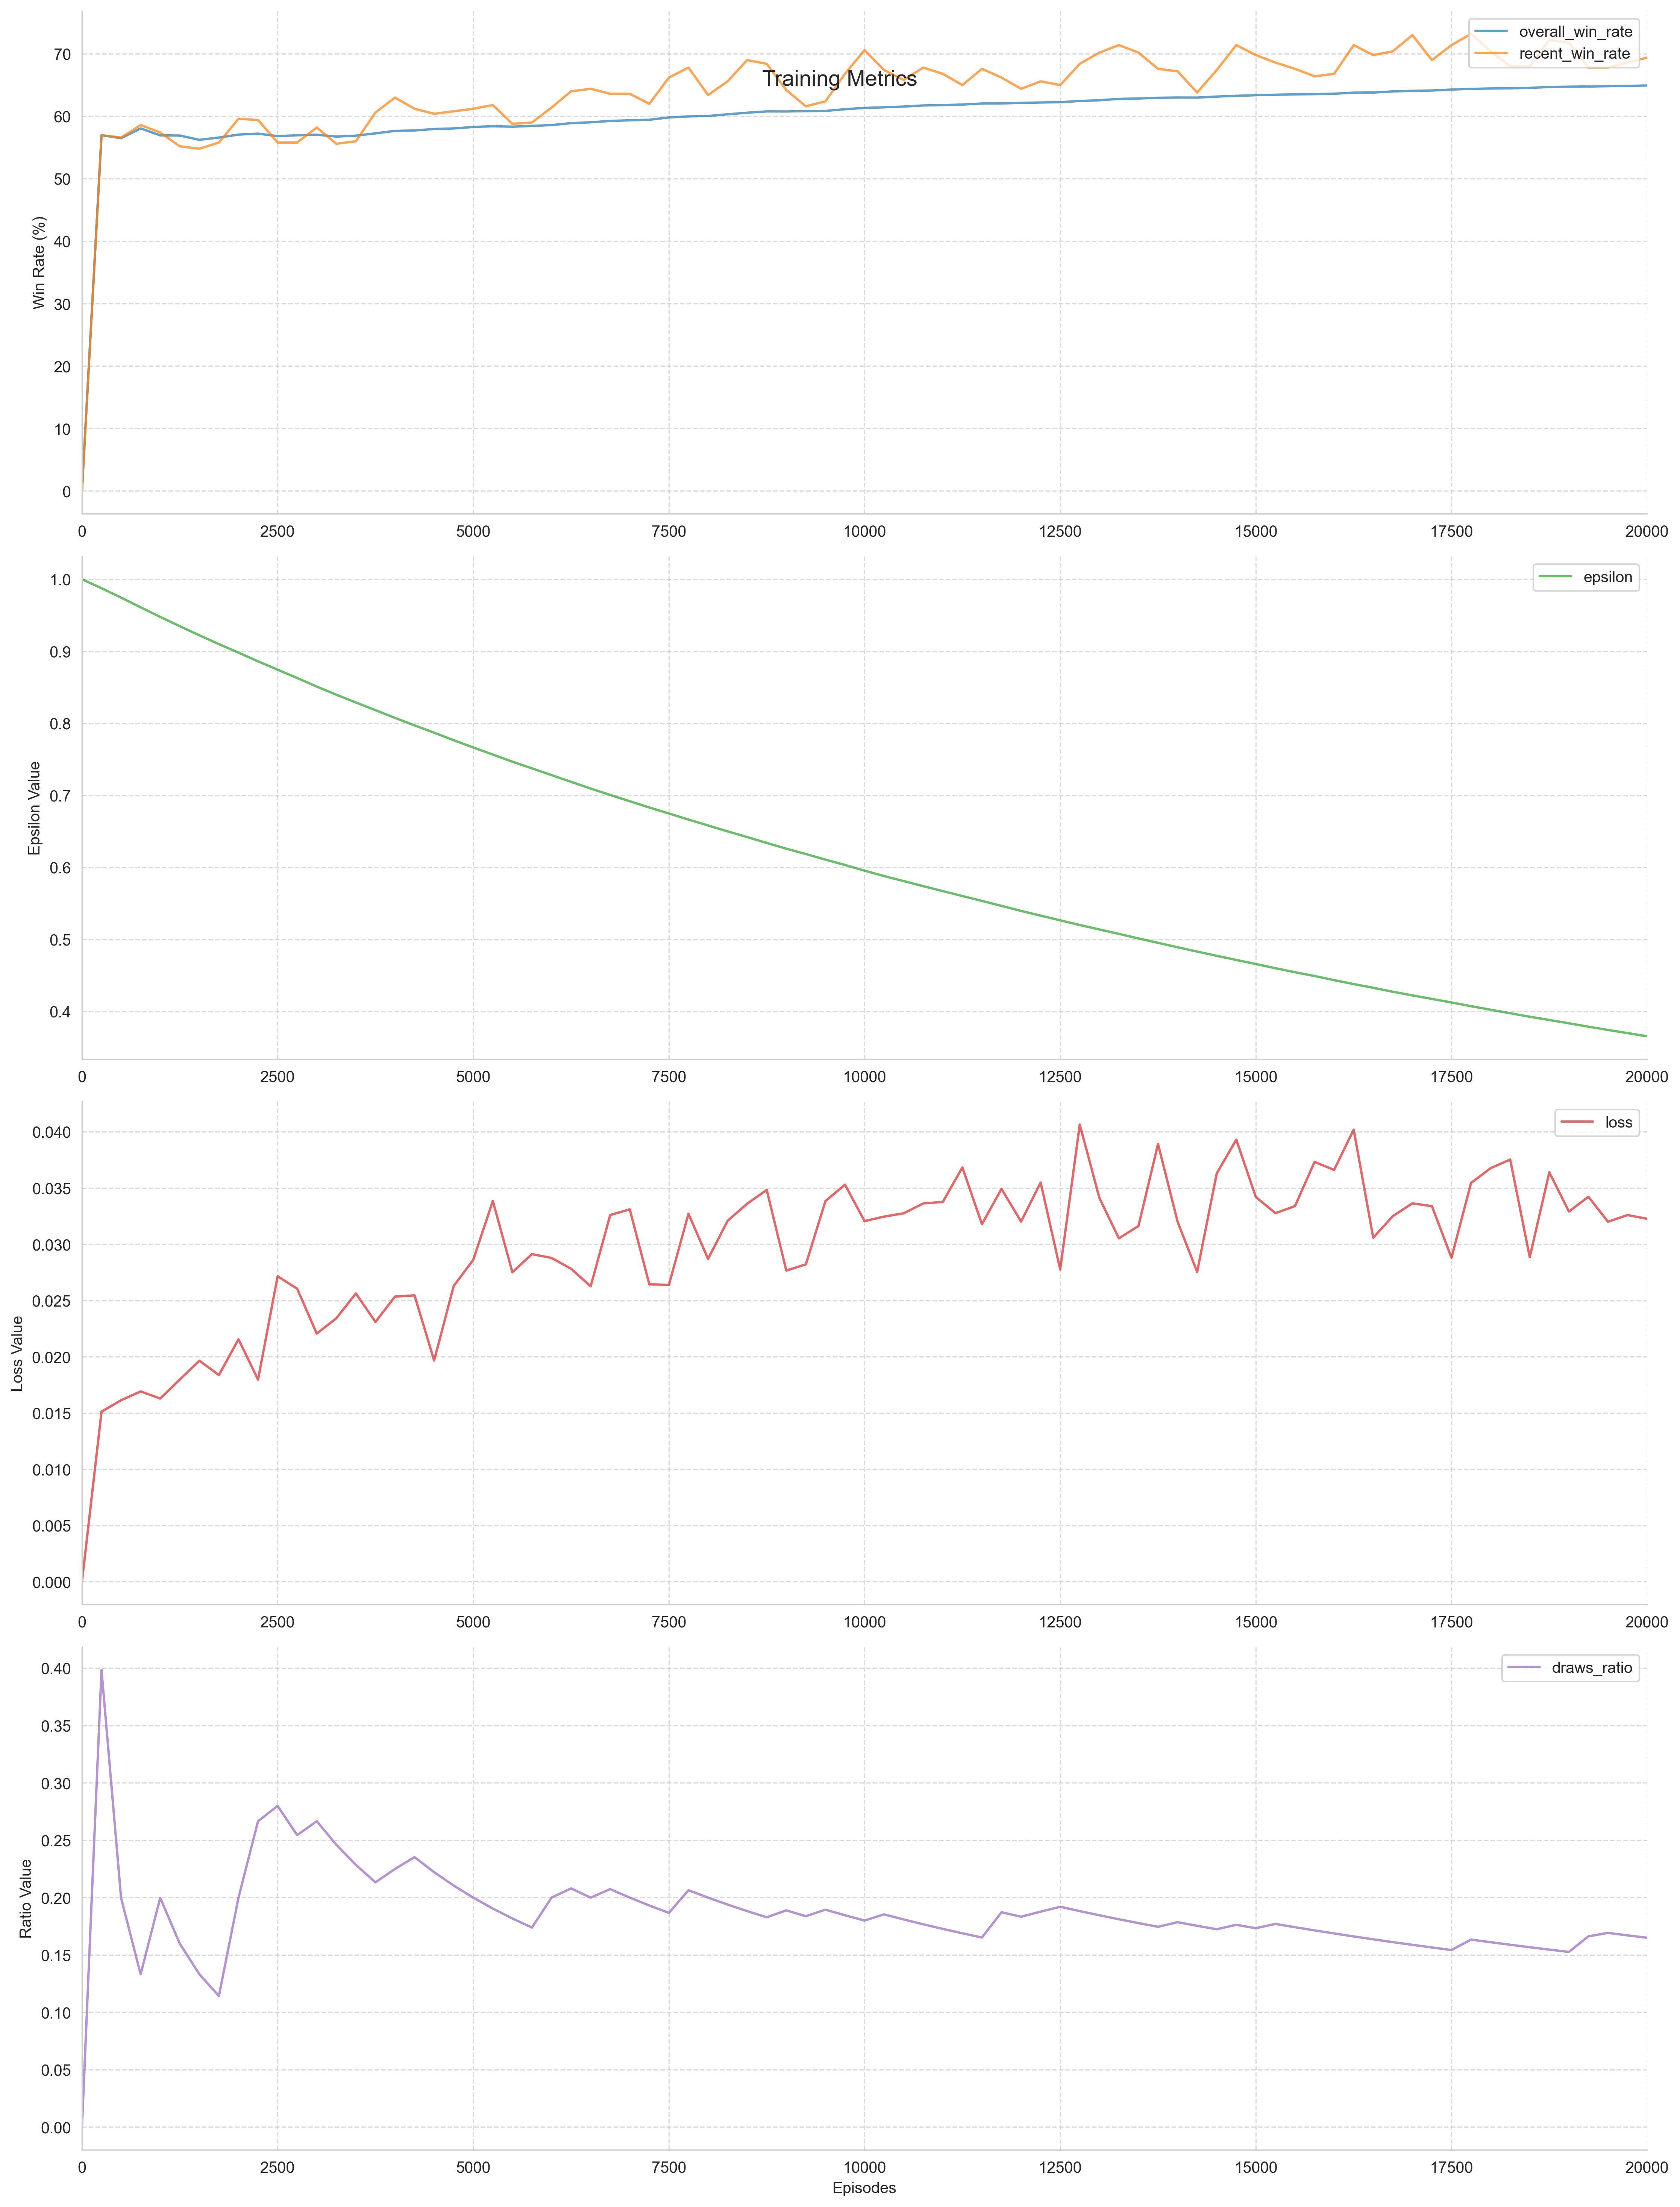 overall_win_rate
recent_win_rate
Training Metrics
Win Rate (%)
70
60
50
40
30
20
10
0
0 2500 5000 7500 10000 12500 15000 17500 20000
epsilon
Epsilon Value
1.0
0.9
0.8
0.7
0.6
0.5
0.4
0 2500 5000 7500 10000 12500 15000 17500 20000
loss
Loss Value
0.040
0.035
0.030
0.025
0.020
0.015
0.010
0.005
0.000
0 2500 5000 7500 10000 12500 15000 17500 20000
draws_ratio
Ratio Value
0.40
0.35
0.30
0.25
0.20
0.15
0.10
0.05
0.00
0 2500 5000 7500 10000 12500 15000 17500 20000
Episodes